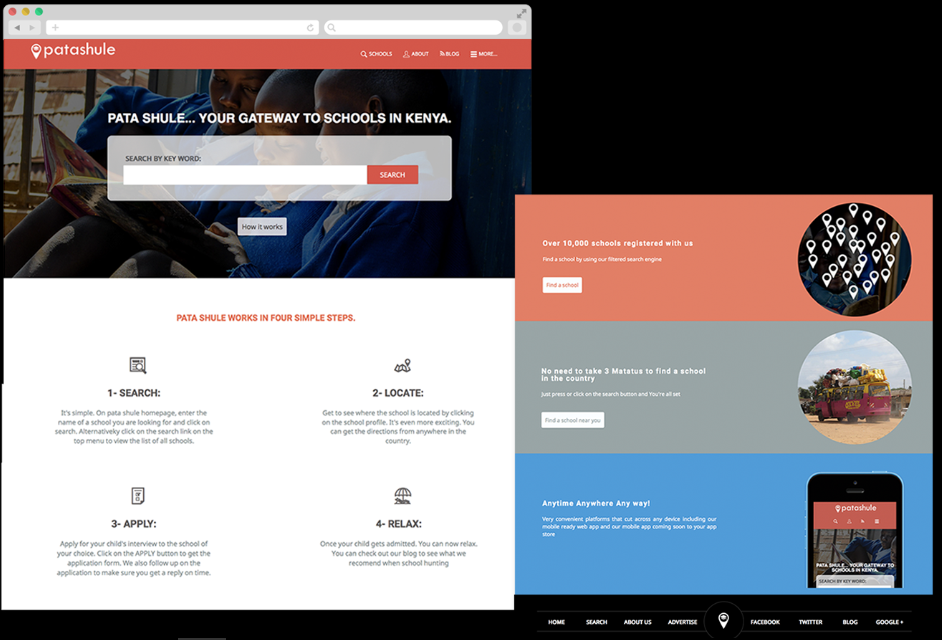 patashule
SCHOOLS
ABOUT
BLOG
MORE...
PATA SHULE... YOUR GATEWAY TO SCHOOLS IN KENYA.
SEARCH BY KEY WORD:
SEARCH
How it works
PATA SHULE WORKS IN FOUR SIMPLE STEPS.
1- SEARCH:
It's simple. On pata shule homepage, enter the
name of a school you are looking for and click on
search. Alternativeky click on the search link on the
top menu to view the list of all schools.
2- LOCATE:
Get to see where the school is located by clicking
on the school profile. It's even more exciting. You
can get the directions from anywhere in the
country.
3- APPLY:
Apply for your child's interview to the school of
your choice. Click on the APPLY button to get the
application form. We also follow up on the
application to make sure you get a reply on time.
4- RELAX:
Once your child gets admitted. You can now relax.
You can check out our blog to see what we
recomend when school hunting
Over 10,000 schools registered with us
Find a school by using our filtered search engine
Find a school
No need to take 3 Matatus to find a school
in the country
Just press or click on the search button and You're all set
Find a school near you
Anytime Anywhere Any way!
Very convenient platforms that cut across any device including our
mobile ready web app and our mobile app coming soon to your app
store
patashule
PATA SHULE... YOUR GATEWAY TO
SCHOOLS IN KENYA.
SEARCH BY KEY WORD:
HOME
SEARCH
ABOUT US
ADVERTISE
FACEBOOK
TWITTER
BLOG
GOOGLE +